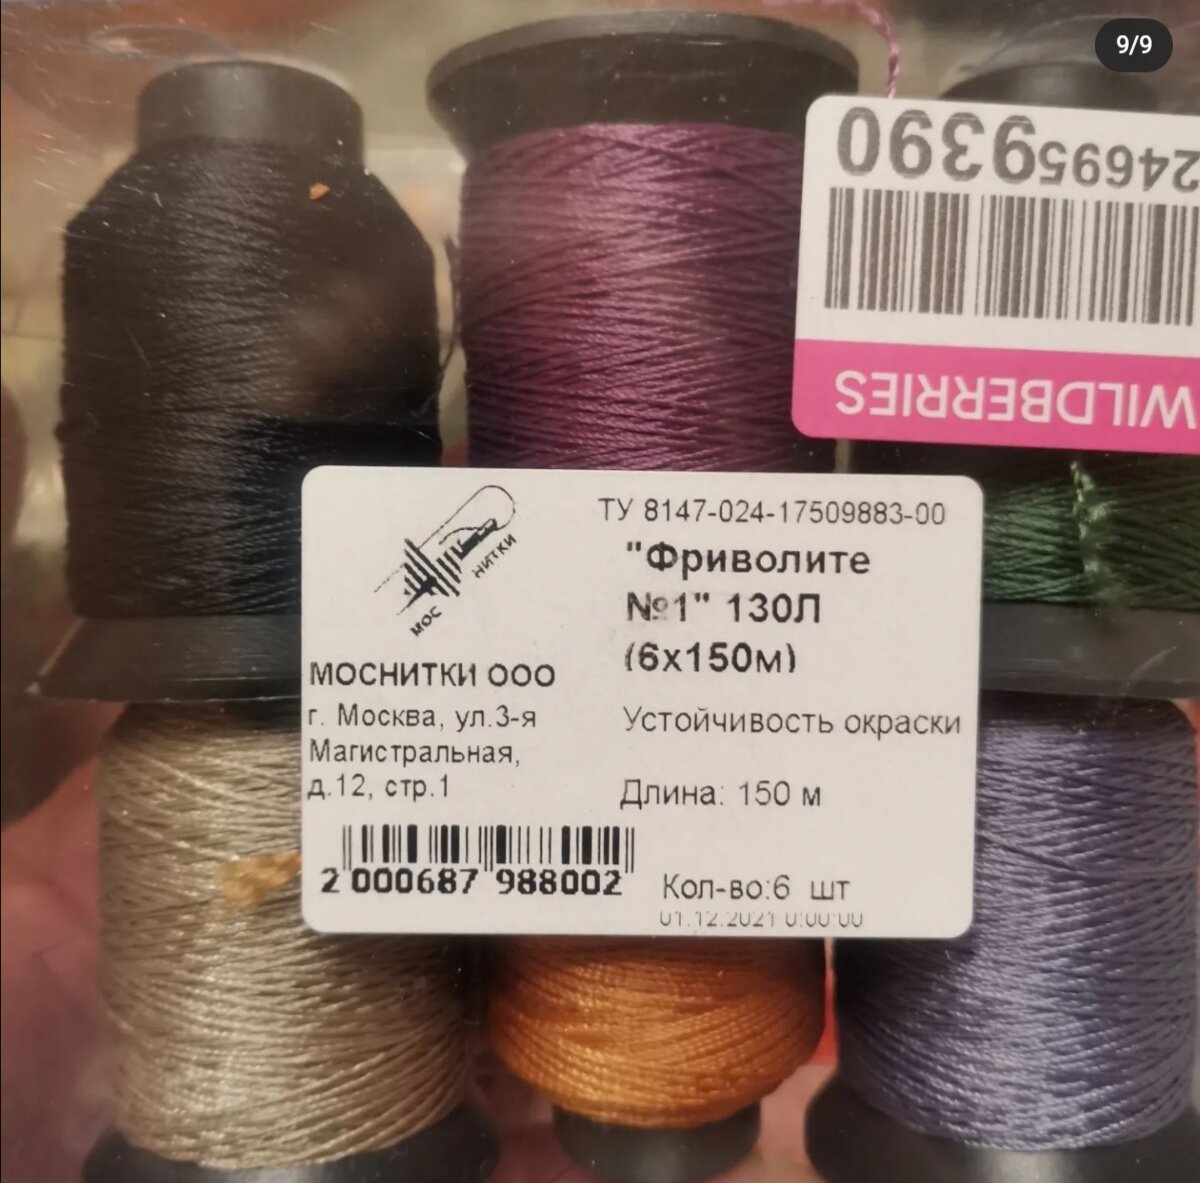 9/9
246959390
WILDBERRIES
МОС НИТКИ
ТУ 8147-024-17509883-00
"Фриволите
№1" 130Л
(6х150м)
МОСНИТКИ ООО
г. Москва, ул.3-я
Магистральная,
д.12, стр.1
Устойчивость окраски
Длина: 150 м
2 000687 988002
Кол-во:6 шт
01.12.2021 0:00:00